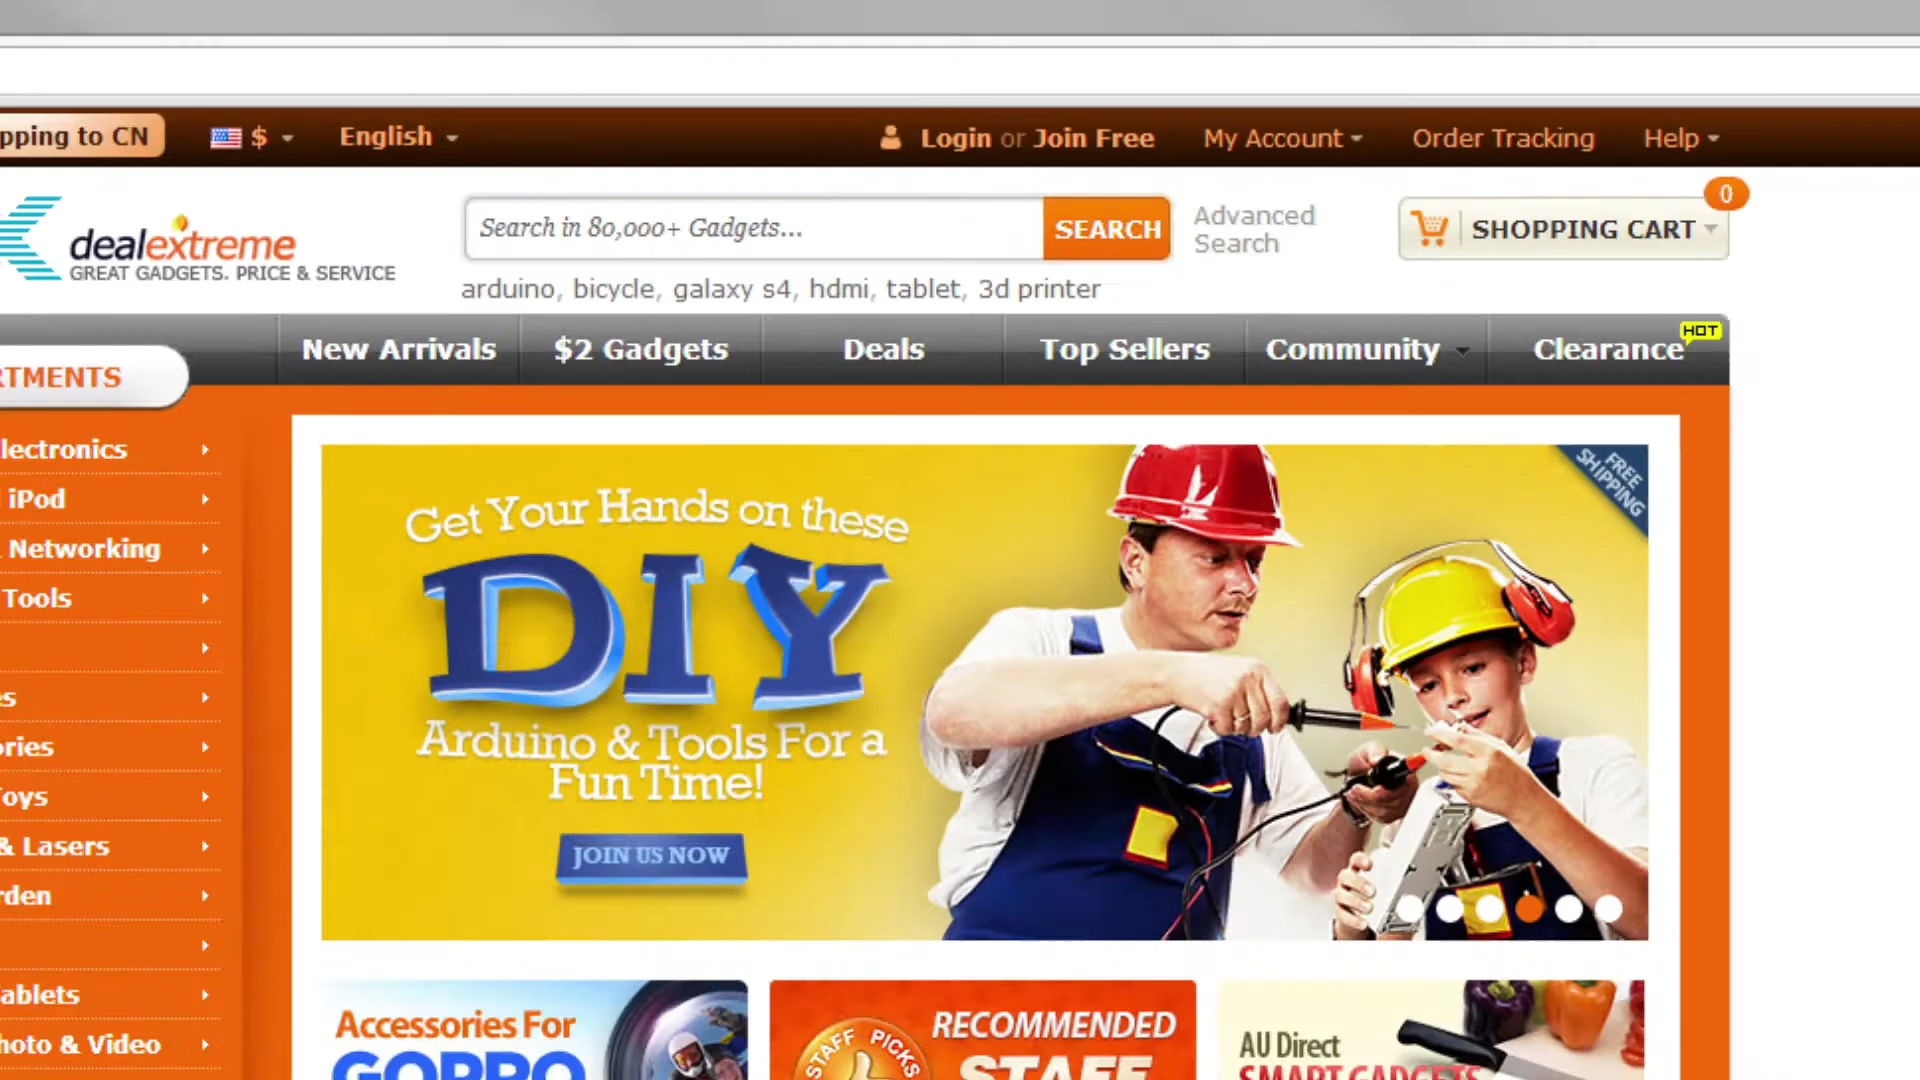 pping to CN
$
English
Login or Join Free
My Account
Order Tracking
Help
dealextreme
GREAT GADGETS. PRICE & SERVICE
Search in 80,000+ Gadgets...
SEARCH
Advanced
Search
SHOPPING CART
0
arduino, bicycle, galaxy s4, hdmi, tablet, 3d printer
New Arrivals
$2 Gadgets
Deals
Top Sellers
Community
Clearance
HOT
RTMENTS
lectronics
iPod
Networking
Tools
es
ories
Toys
& Lasers
rden
ablets
hoto & Video
Get Your Hands on these
DIY
Arduino & Tools For a
Fun Time!
JOIN US NOW
FREE
SHIPPING
Accessories For
GOPRO
STAFF PICKS
RECOMMENDED
STAFF
AU Direct
SMART GADGETS